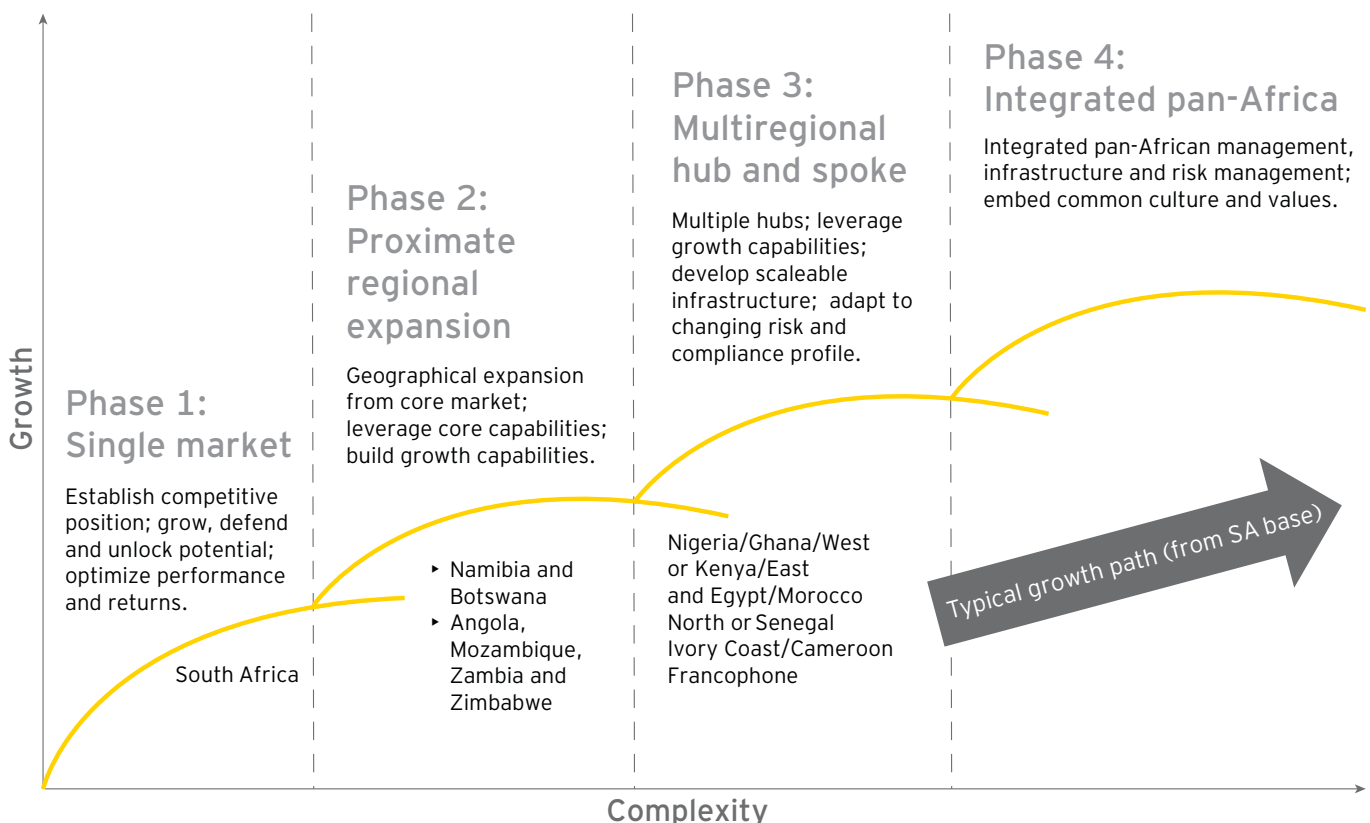 Growth
Phase 1:
Single market
Establish competitive
position; grow, defend
and unlock potential;
optimize performance
and returns.
South Africa
Phase 2:
Proximate
regional
expansion
Geographical expansion
from core market;
leverage core capabilities;
build growth capabilities.
‣ Namibia and
Botswana
‣ Angola,
Mozambique,
Zambia and
Zimbabwe
Phase 3:
Multiregional
hub and spoke
Multiple hubs; leverage
growth capabilities;
develop scaleable
infrastructure; adapt to
changing risk and
compliance profile.
Nigeria/Ghana/West
or Kenya/East
and Egypt/Morocco
North or Senegal
Ivory Coast/Cameroon
Francophone
Phase 4:
Integrated pan-Africa
Integrated pan-African management,
infrastructure and risk management;
embed common culture and values.
Typical growth path (from SA base)
Complexity